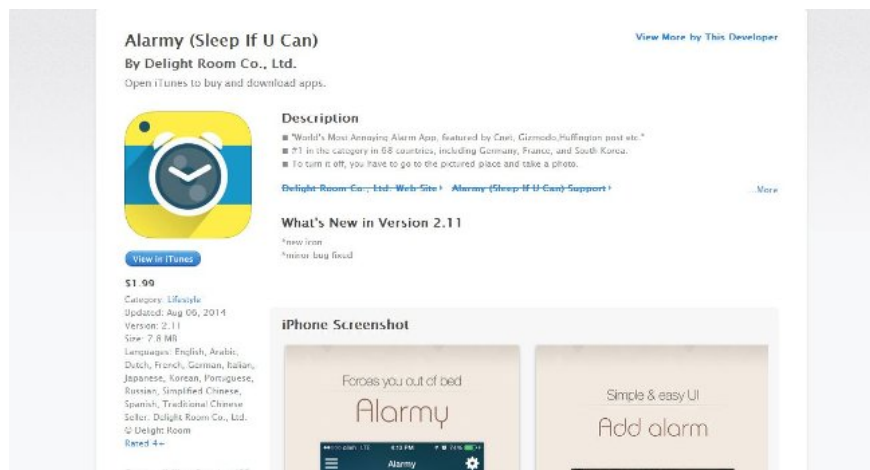 Alarmy (Sleep If U Can)
View More by This Developer
By Delight Room Co., Ltd.
Open iTunes to buy and download apps.
Description
■ "World's Most Annoying Alarm App, featured by Cnet, Gizmodo,Huffington post etc."
■ #1 in the category in 68 countries, including Germany, France, and South Korea.
■ To turn it off, you have to go to the pictured place and take a photo.
Delight Room Co., Ltd. Web Site
Alarmy (Sleep If U Can) Support
...More
What's New in Version 2.11
*new icon
*minor bug fixed
View in iTunes
$1.99
Category: Lifestyle
Updated: Aug 06, 2014
Version: 2.11
Size: 7.8 MB
Languages: English, Arabic,
Dutch, French, German, Italian,
Japanese, Korean, Portuguese,
Russian, Simplified Chinese,
Spanish, Traditional Chinese
Seller: Delight Room Co., Ltd.
© Delight Room
Rated 4+
iPhone Screenshot
Forces you out of bed
Alarmy
4:13 PM
Alarmy
Simple & easy UI
Add alarm